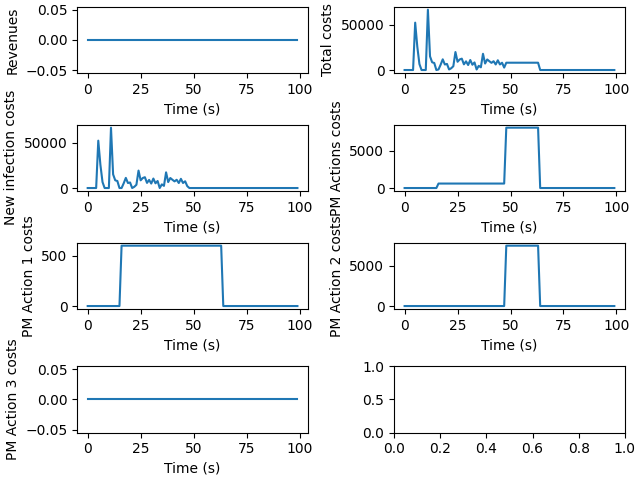 Revenues
0.05
0.00
−0.05
0 25 50 75 100
Time (s)
Total costs
50000
0
0 25 50 75 100
Time (s)
New infection costs
50000
0
0 25 50 75 100
Time (s)
PM Actions costs
5000
0
0 25 50 75 100
Time (s)
PM Action 1 costs
500
0
0 25 50 75 100
Time (s)
PM Action 2 costs
5000
0
0 25 50 75 100
Time (s)
PM Action 3 costs
0.05
0.00
−0.05
0 25 50 75 100
Time (s)
1.0
0.5
0.0
0.0 0.2 0.4 0.6 0.8 1.0